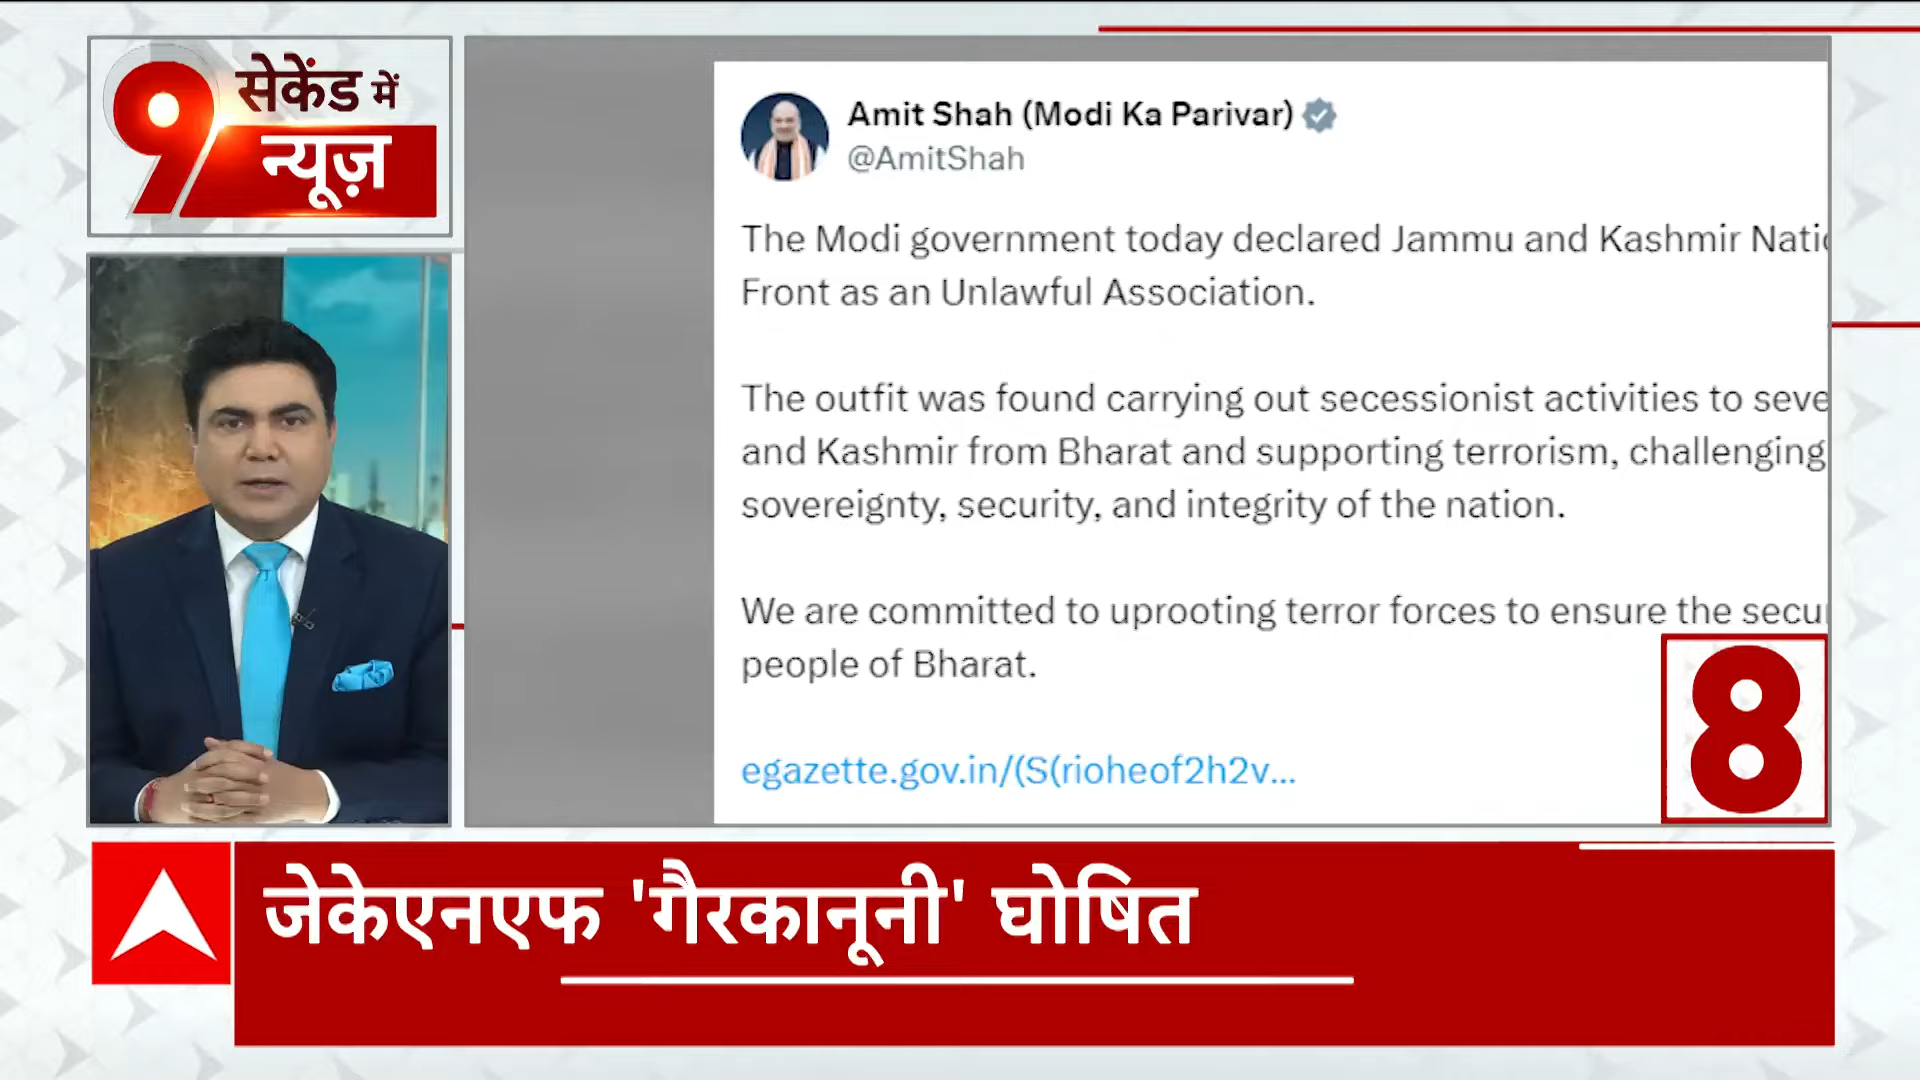 9 सेकेंड में
न्यूज़
Amit Shah (Modi Ka Parivar)
@AmitShah
The Modi government today declared Jammu and Kashmir
Front as an Unlawful Association.
The outfit was found carrying out secessionist activities to
and Kashmir from Bharat and supporting terrorism, challenging
sovereignty, security, and integrity of the nation.
We are committed to uprooting terror forces to ensure the
people of Bharat.
egazette.gov.in/(S(rioheof2h2v...
8
जेकेएनएफ 'गैरकानूनी' घोषित